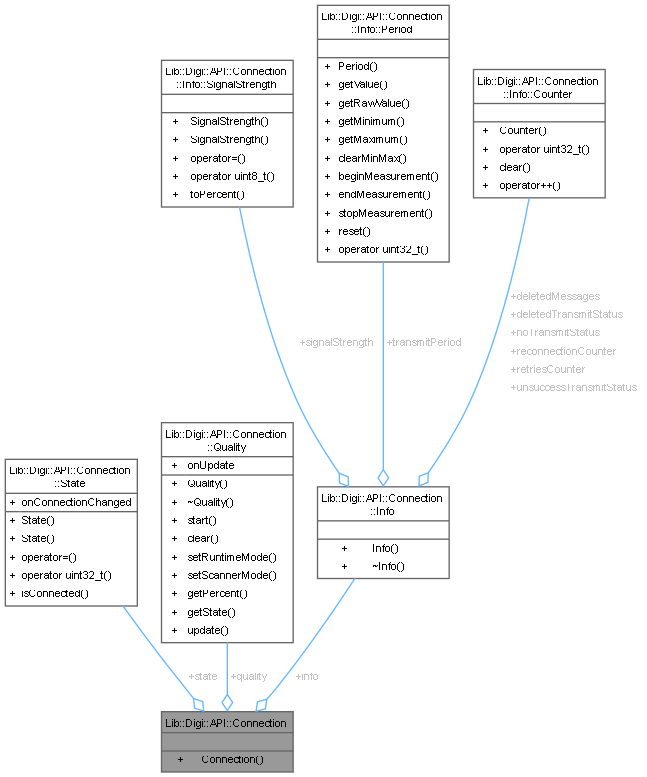 Lib::Digi::API::Connection
::Info::Period
+ Period()
+ getValue()
+ getRawValue()
+ getMinimum()
+ getMaximum()
+ clearMinMax()
+ beginMeasurement()
+ endMeasurement()
+ stopMeasurement()
+ reset()
+ operator uint32_t()
Lib::Digi::API::Connection
::Info::SignalStrength
+ SignalStrength()
+ SignalStrength()
+ operator=()
+ operator uint8_t()
+ toPercent()
Lib::Digi::API::Connection
::Info::Counter
+ Counter()
+ operator uint32_t()
+ clear()
+ operator++()
+signalStrength
+transmitPeriod
+deletedMessages
+deletedTransmitStatus
+noTransmitStatus
+reconnectionCounter
+retriesCounter
+unsuccessTransmitStatus
Lib::Digi::API::Connection
::State
+ onConnectionChanged
+ State()
+ State()
+ operator=()
+ operator uint32_t()
+ isConnected()
Lib::Digi::API::Connection
::Quality
+ onUpdate
+ Quality()
+ ~Quality()
+ start()
+ clear()
+ setRuntimeMode()
+ setScannerMode()
+ getPercent()
+ getState()
+ update()
Lib::Digi::API::Connection
::Info
+ Info()
+ ~Info()
+state
+quality
+info
Lib::Digi::API::Connection
+ Connection()